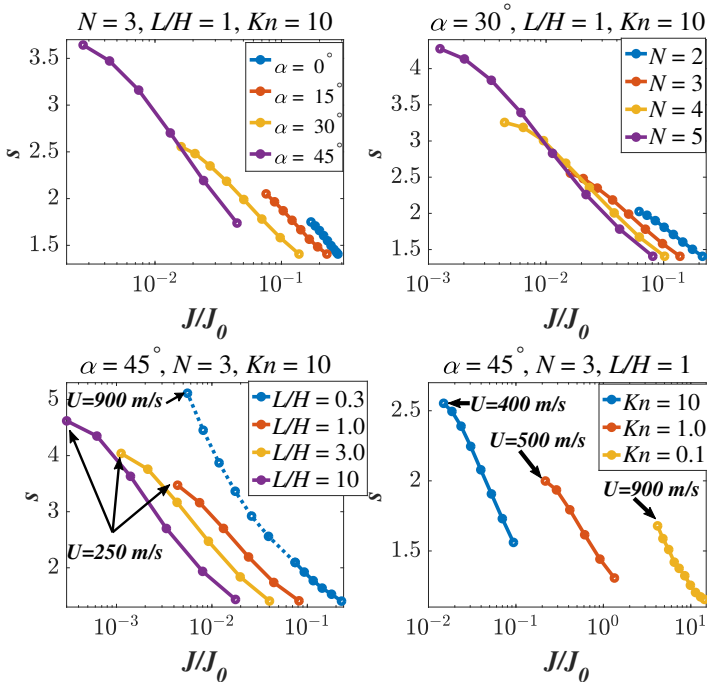 N = 3, L/H = 1, Kn = 10
s
3.5
3
2.5
2
1.5
α = 0°
α = 15°
α = 30°
α = 45°
10⁻² 10⁻¹
J/J₀
α = 30°, L/H = 1, Kn = 10
s
4
3.5
3
2.5
2
1.5
N = 2
N = 3
N = 4
N = 5
10⁻³ 10⁻² 10⁻¹
J/J₀
α = 45°, N = 3, Kn = 10
s
5
4
3
2
U=900 m/s
U=250 m/s
L/H = 0.3
L/H = 1.0
L/H = 3.0
L/H = 10
10⁻³ 10⁻² 10⁻¹
J/J₀
α = 45°, N = 3, L/H = 1
s
2.5
2.0
1.5
U=400 m/s
U=500 m/s
U=900 m/s
Kn = 10
Kn = 1.0
Kn = 0.1
10⁻² 10⁻¹ 10⁰ 10¹
J/J₀